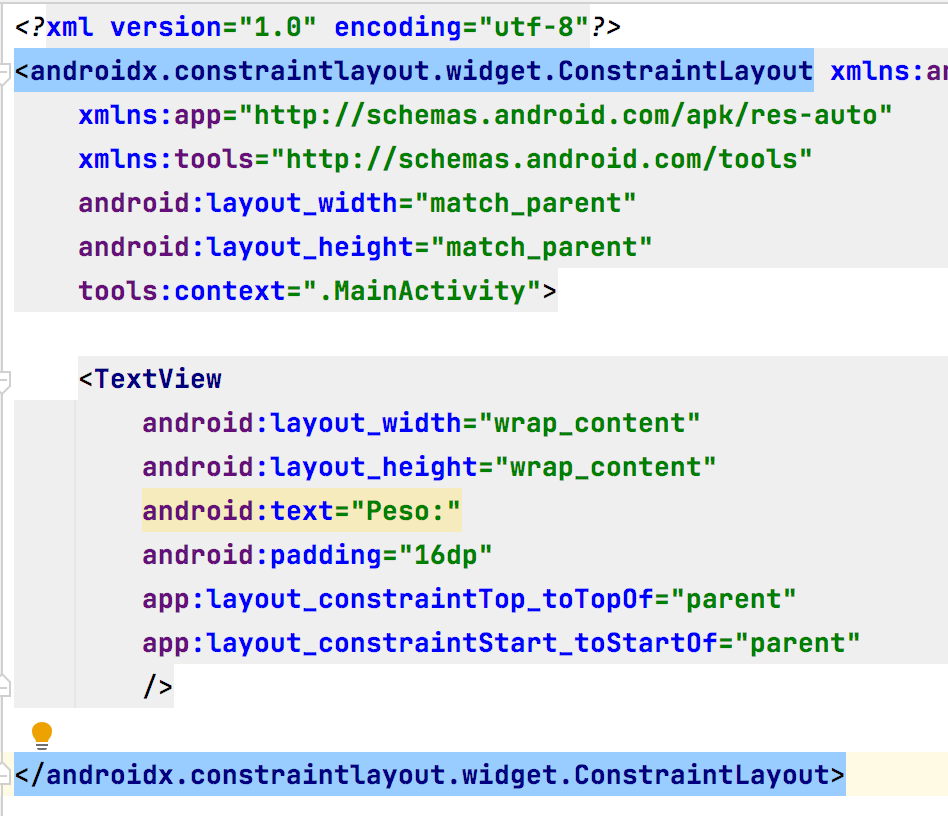 <?xml version="1.0" encoding="utf-8"?>
<androidx.constraintlayout.widget.ConstraintLayout
xmlns:app="http://schemas.android.com/apk/res-auto"
xmlns:tools="http://schemas.android.com/tools"
android:layout_width="match_parent"
android:layout_height="match_parent"
tools:context=".MainActivity">
<TextView
android:layout_width="wrap_content"
android:layout_height="wrap_content"
android:text="Peso:"
android:padding="16dp"
app:layout_constraintTop_toTopOf="parent"
app:layout_constraintStart_toStartOf="parent"
/>
</androidx.constraintlayout.widget.ConstraintLayout>